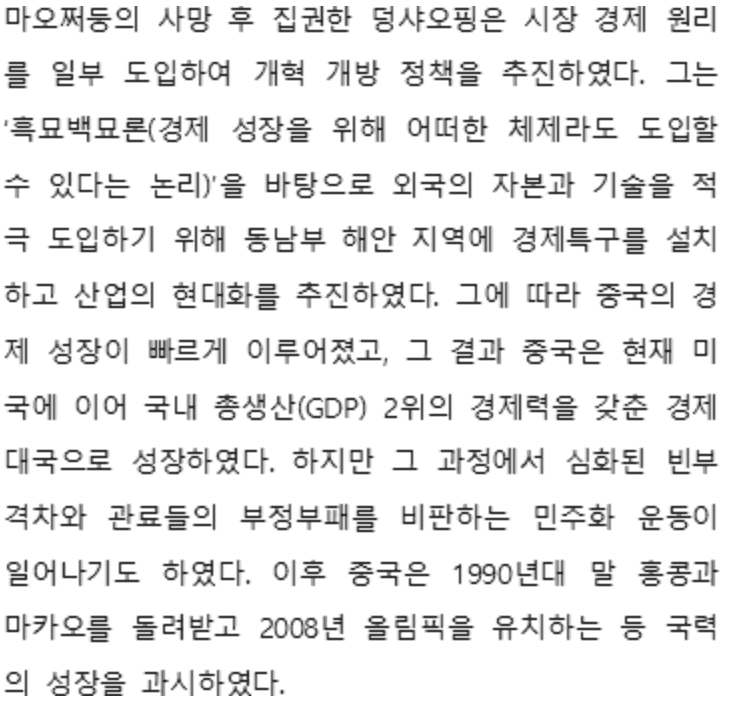 마오쩌둥의 사망 후 집권한 덩샤오핑은 시장 경제 원리
를 일부 도입하여 개혁 개방 정책을 추진하였다. 그는
‘흑묘백묘론(경제 성장을 위해 어떠한 체제라도 도입할
수 있다는 논리)’을 바탕으로 외국의 자본과 기술을 적
극 도입하기 위해 동남부 해안 지역에 경제특구를 설치
하고 산업의 현대화를 추진하였다. 그에 따라 중국의 경
제 성장이 빠르게 이루어졌고, 그 결과 중국은 현재 미
국에 이어 국내 총생산(GDP) 2위의 경제력을 갖춘 경제
대국으로 성장하였다. 하지만 그 과정에서 심화된 빈부
격차와 관료들의 부정부패를 비판하는 민주화 운동이
일어나기도 하였다. 이후 중국은 1990년대 말 홍콩과
마카오를 돌려받고 2008년 올림픽을 유치하는 등 국력
의 성장을 과시하였다.